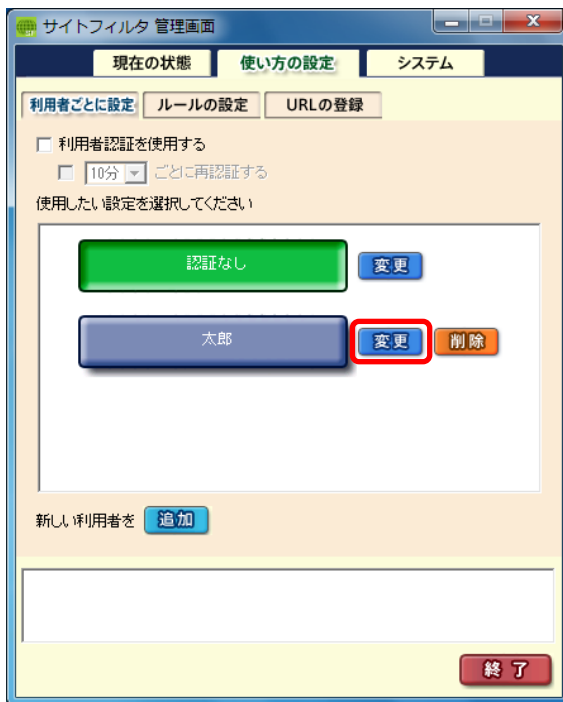 サイトフィルタ 管理画面
現在の状態 使い方の設定 システム
利用者ごとに設定 ルールの設定 URLの登録
利用者認証を使用する
10分 ごとに再認証する
使用したい設定を選択してください
認証なし 変更
太郎 変更 削除
新しい利用者を 追加
終了